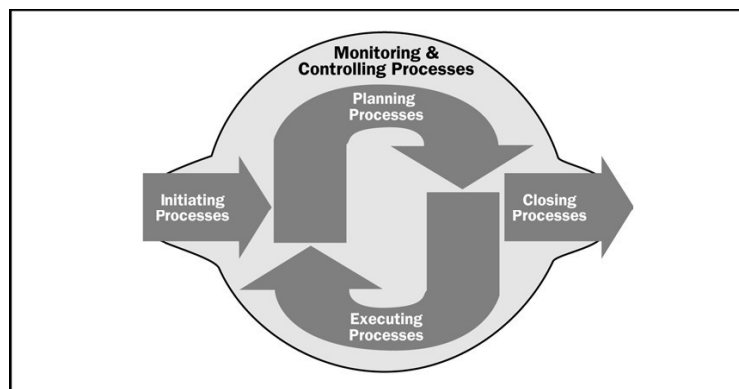 Monitoring &
Controlling Processes
Planning
Processes
Initiating
Processes
Closing
Processes
Executing
Processes